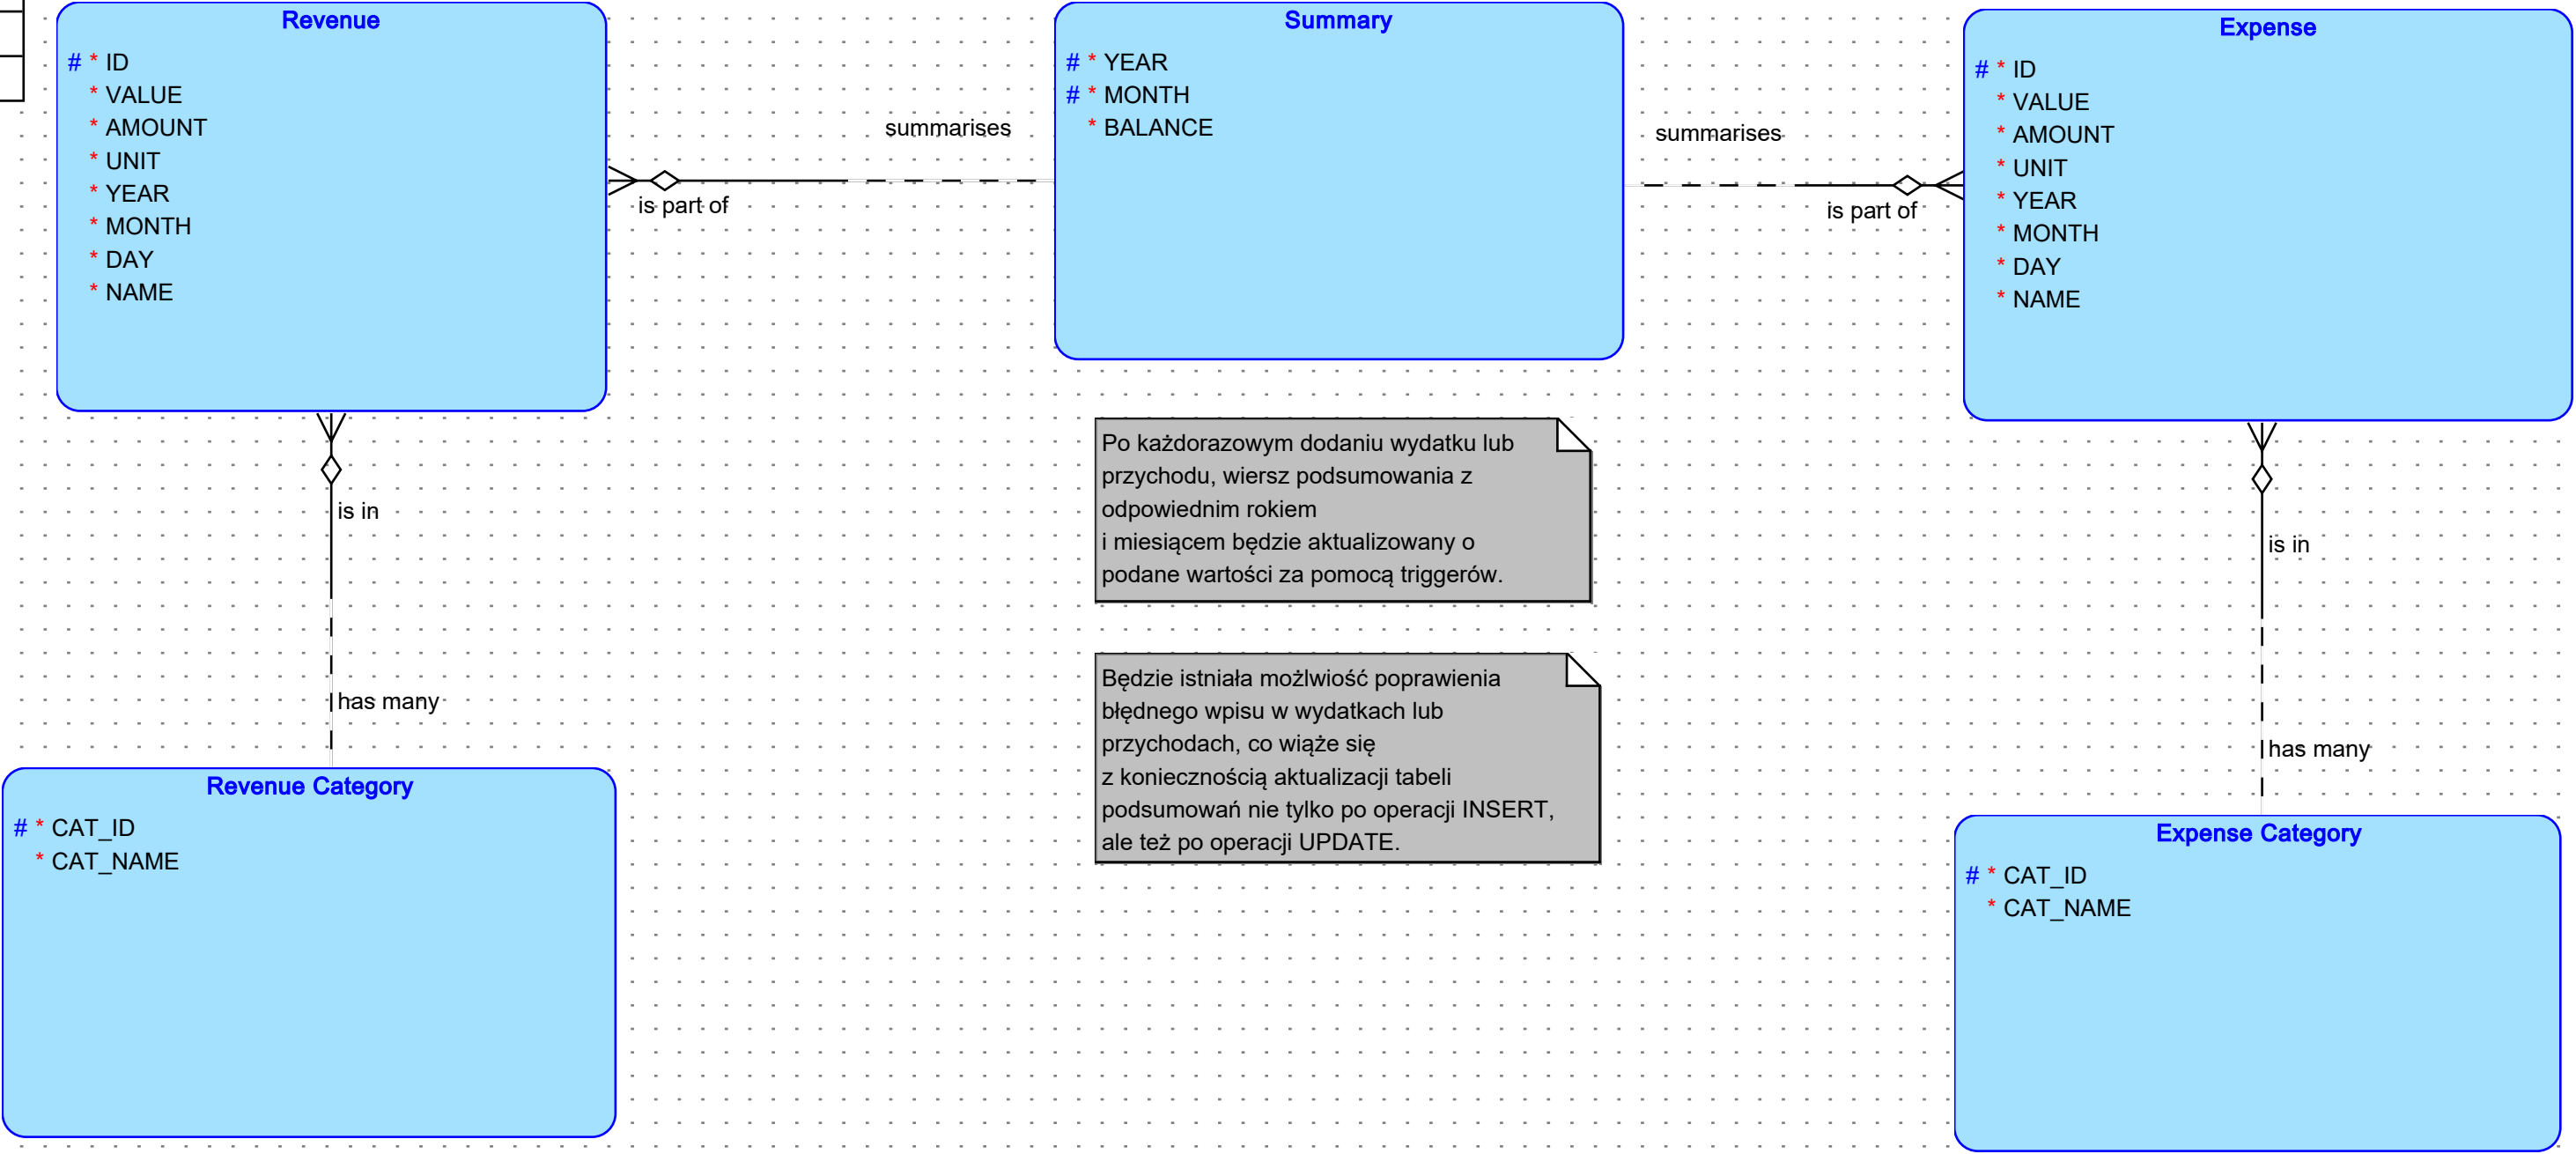 Revenue
# * ID
* VALUE
* AMOUNT
* UNIT
* YEAR
* MONTH
* DAY
* NAME
summarises
is part of
Summary
# * YEAR
# * MONTH
* BALANCE
summarises
is part of
Expense
# * ID
* VALUE
* AMOUNT
* UNIT
* YEAR
* MONTH
* DAY
* NAME
Po każdorazowym dodaniu wydatku lub
przychodu, wiersz podsumowania z
odpowiednim rokiem
i miesiącem będzie aktualizowany o
podane wartości za pomocą triggerów.
Będzie istniała możlwiość poprawienia
błędnego wpisu w wydatkach lub
przychodach, co wiąże się
z koniecznością aktualizacji tabeli
podsumowań nie tylko po operacji INSERT,
ale też po operacji UPDATE.
is in
has many
is in
has many
Revenue Category
# * CAT_ID
* CAT_NAME
Expense Category
# * CAT_ID
* CAT_NAME